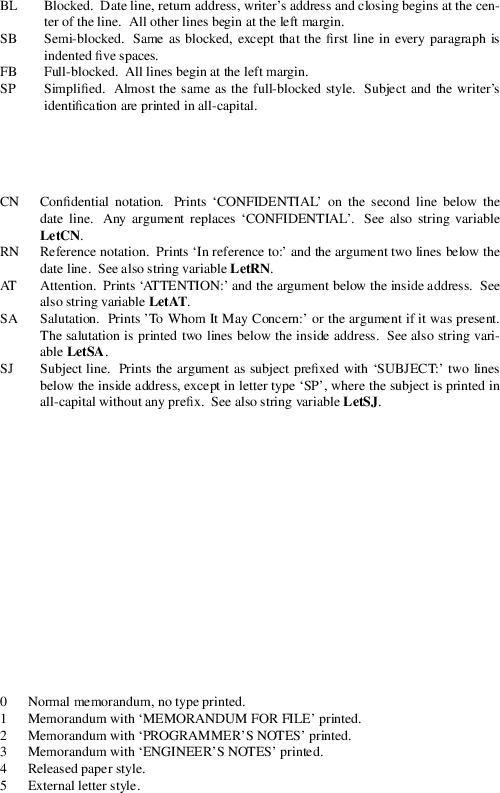 BL Blocked. Date line, return address, writer's address and closing begins at the cen-
ter of the line. All other lines begin at the left margin.
SB Semi-blocked. Same as blocked, except that the first line in every paragraph is
indented five spaces.
FB Full-blocked. All lines begin at the left margin.
SP Simplified. Almost the same as the full-blocked style. Subject and the writer's
identification are printed in all-capital.
CN Confidential notation. Prints ‘CONFIDENTIAL’ on the second line below the
date line. Any argument replaces ‘CONFIDENTIAL’. See also string variable
LetCN.
RN Reference notation. Prints ‘In reference to:’ and the argument two lines below the
date line. See also string variable LetRN.
AT Attention. Prints ‘ATTENTION:’ and the argument below the inside address. See
also string variable LetAT.
SA Salutation. Prints ’To Whom It May Concern:’ or the argument if it was present.
The salutation is printed two lines below the inside address. See also string vari-
able LetSA.
SJ Subject line. Prints the argument as subject prefixed with ‘SUBJECT:’ two lines
below the inside address, except in letter type ‘SP’, where the subject is printed in
all-capital without any prefix. See also string variable LetSJ.
0 Normal memorandum, no type printed.
1 Memorandum with ‘MEMORANDUM FOR FILE’ printed.
2 Memorandum with ‘PROGRAMMER’S NOTES’ printed.
3 Memorandum with ‘ENGINEER’S NOTES’ printed.
4 Released paper style.
5 External letter style.